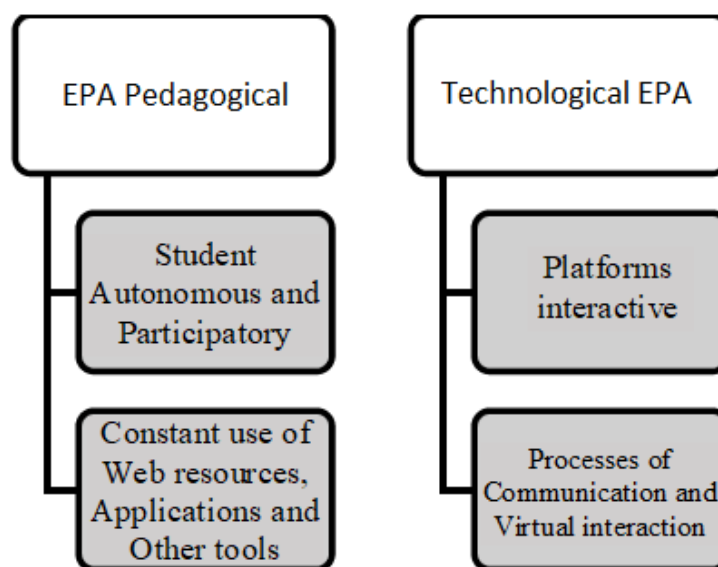 EPA Pedagogical
Student
Autonomous and
Participatory
Constant use of
Web resources,
Applications and
Other tools
Technological EPA
Platforms
interactive
Processes of
Communication and
Virtual interaction